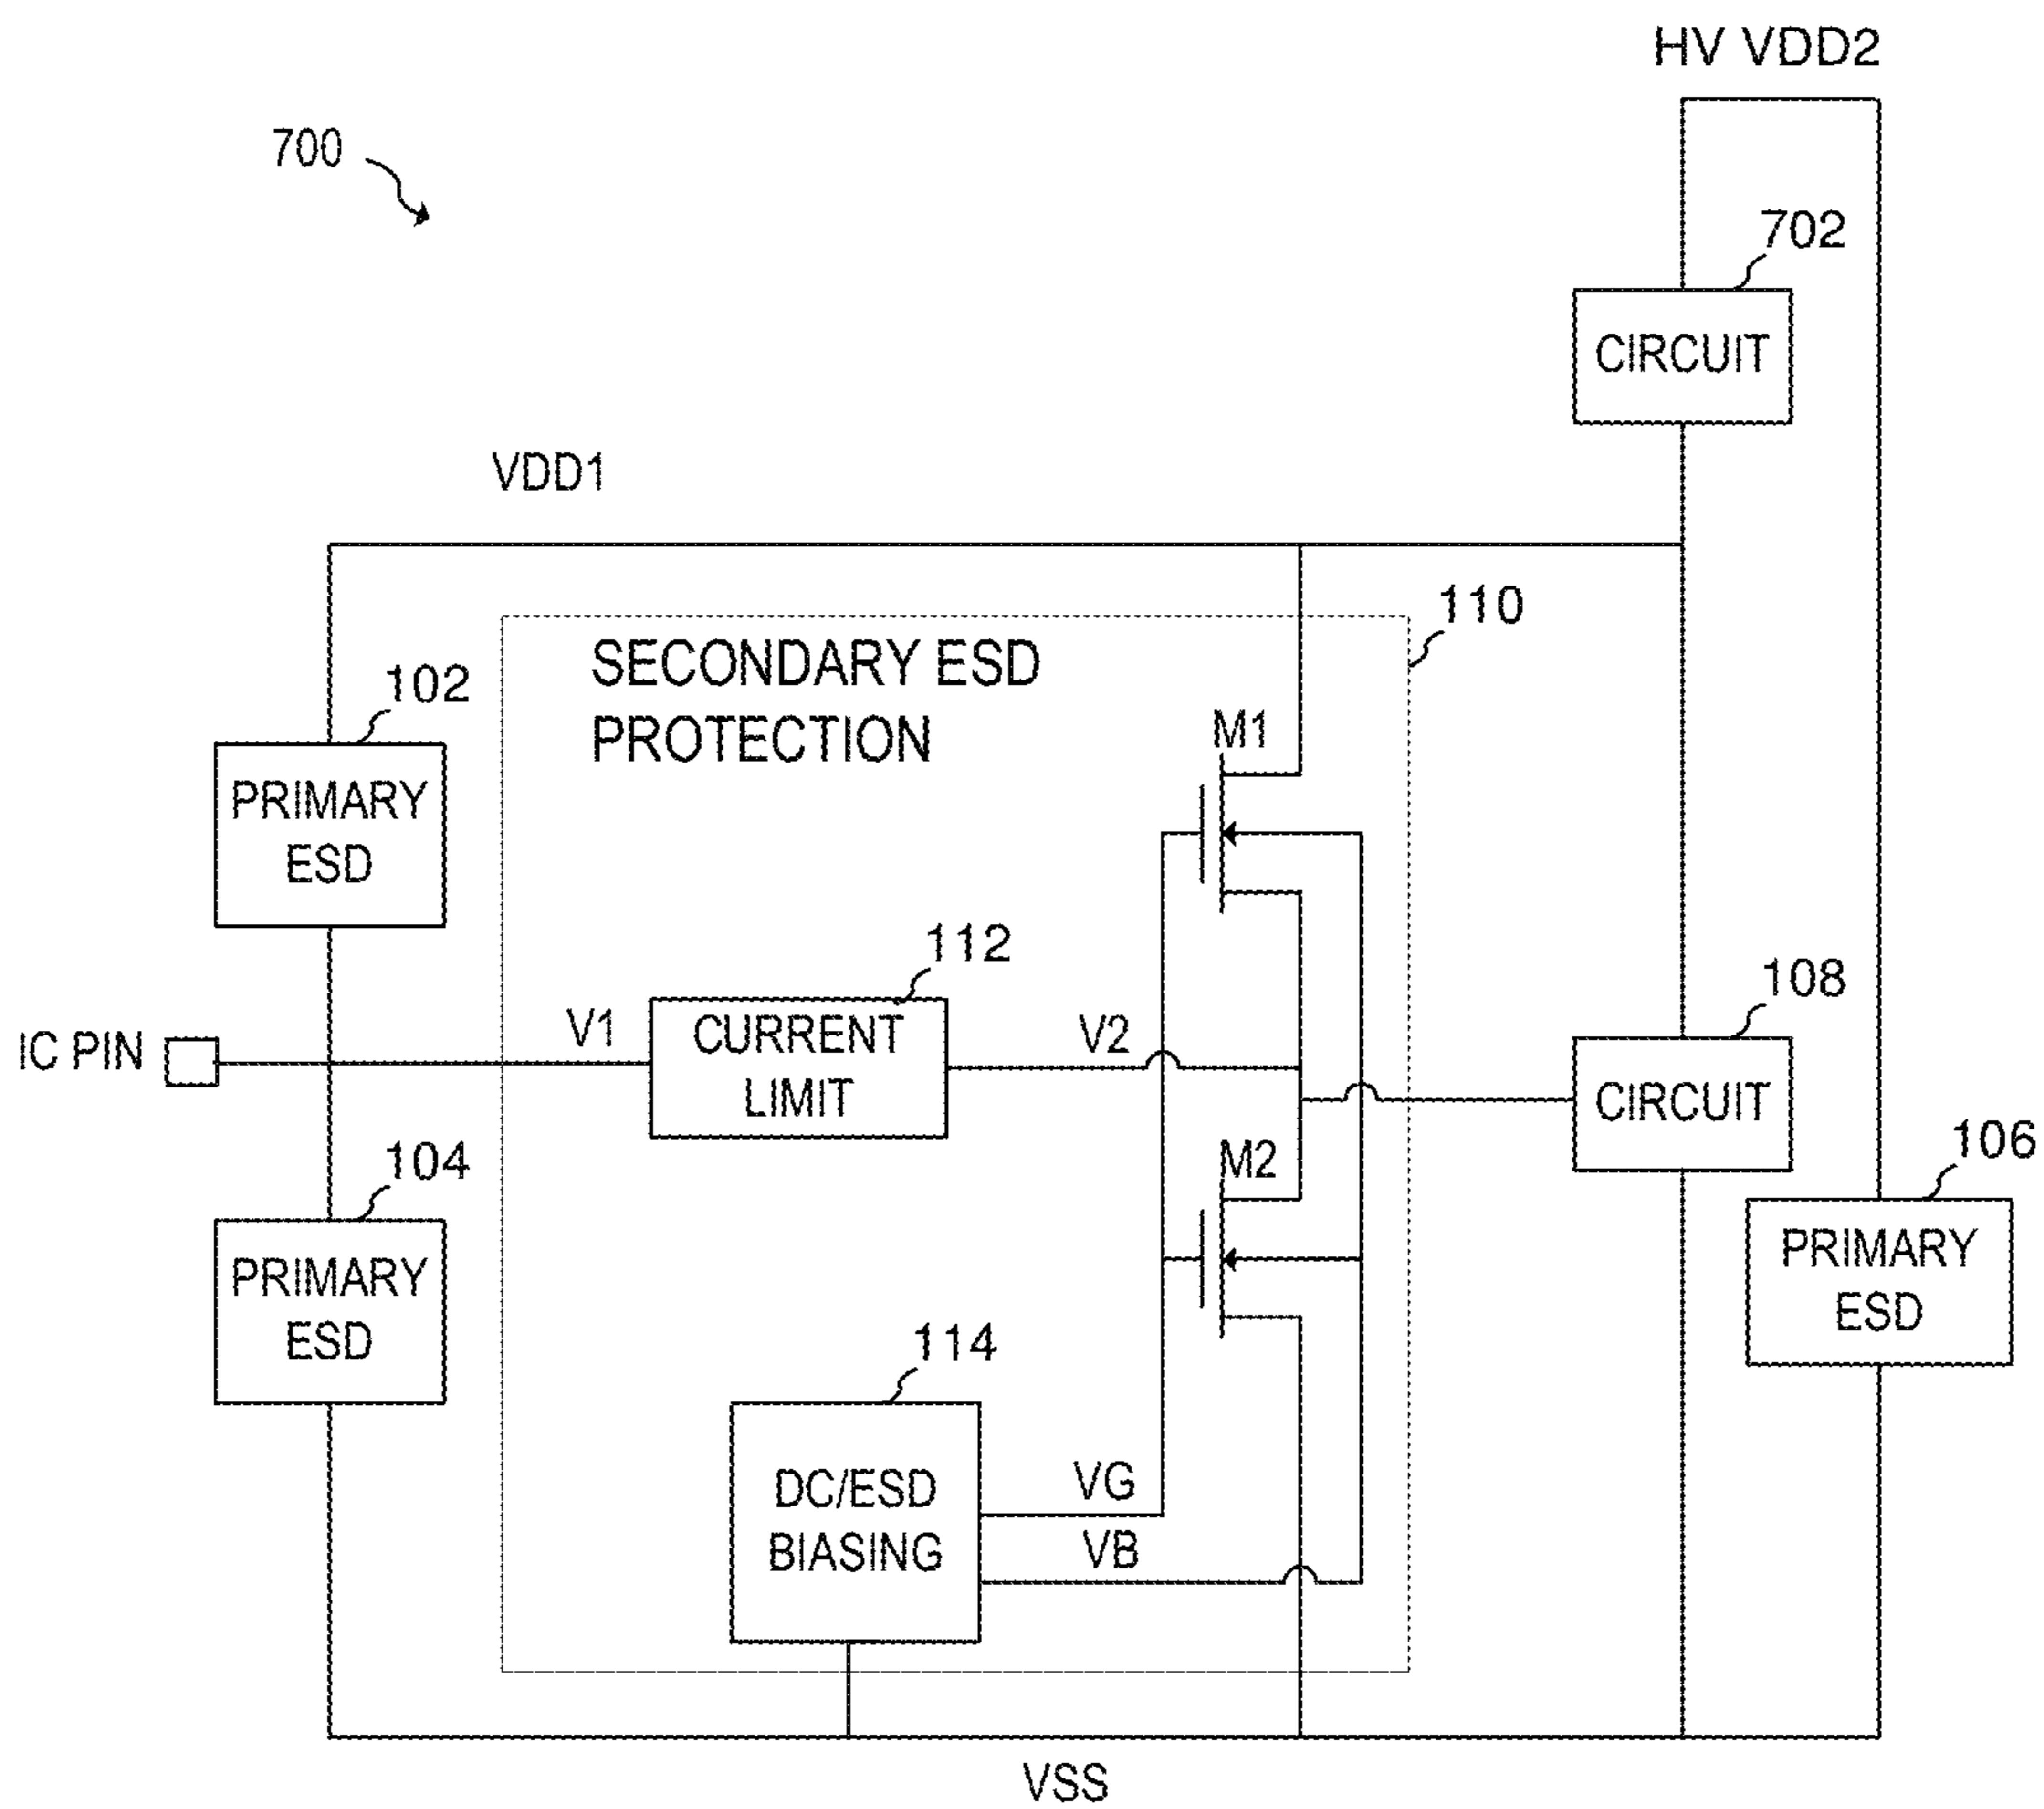 HV VDD2
700
702
CIRCUIT
VDD1
110
SECONDARY ESD
PROTECTION
102
M1
PRIMARY
ESD
112
108
V1
CURRENT
LIMIT
V2
IC PIN
CIRCUIT
104
M2
106
PRIMARY
ESD
PRIMARY
ESD
114
DC/ESD
BIASING
VG
VB
VSS